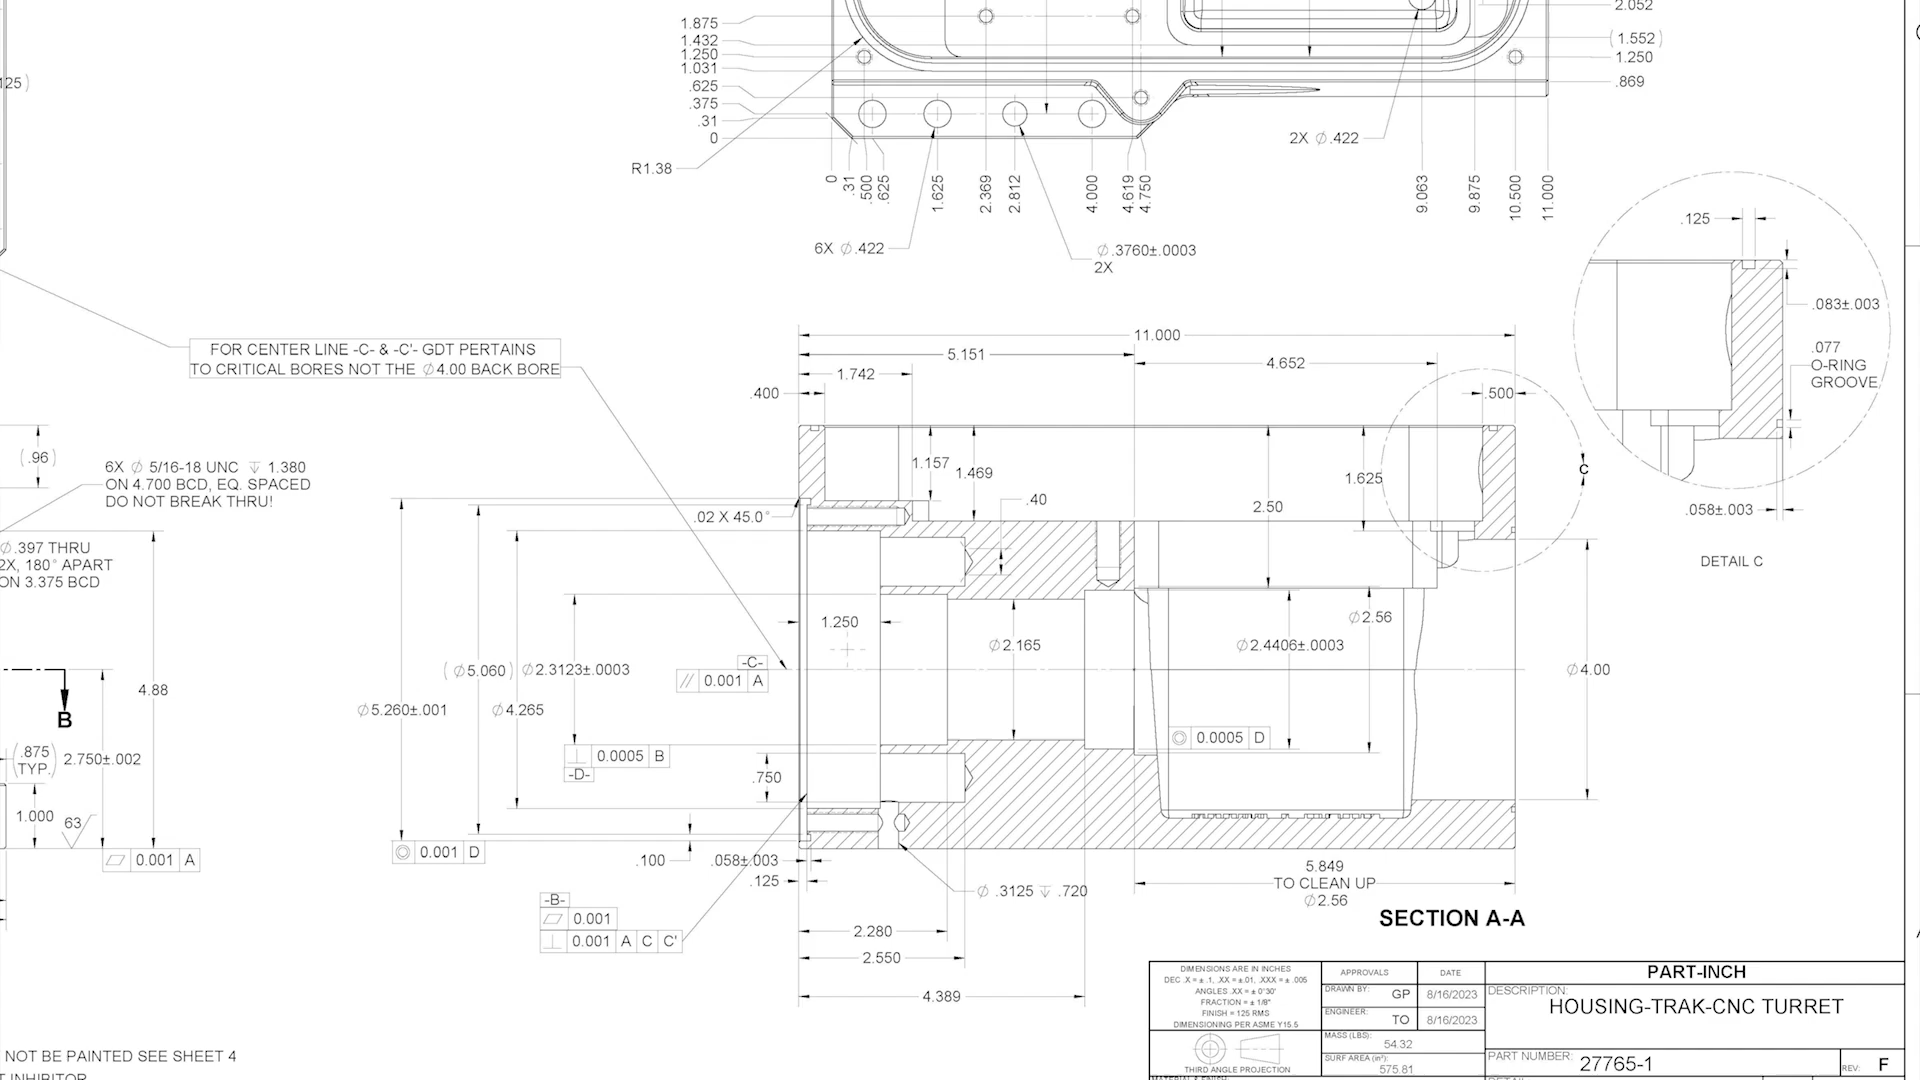 1.875
1.432
1.250
1.031
.625
.375
.31
0
R1.38
0
.31
.500
.625
1.625
2.369
2.812
4.000
4.619
4.750
9.063
9.875
10.500
11.000
2.052
(1.552)
1.250
.869
2X ∅.422
6X ∅.422
∅.3760±.0003
2X
.125
.083±.003
.077
O-RING
GROOVE
.058±.003
DETAIL C
FOR CENTER LINE -C- & -C'- GDT PERTAINS
TO CRITICAL BORES NOT THE ∅4.00 BACK BORE
(.96)
6X ∅ 5/16-18 UNC ↧ 1.380
ON 4.700 BCD, EQ. SPACED
DO NOT BREAK THRU!
∅.397 THRU
2X, 180° APART
ON 3.375 BCD
4.88
B
(.875
TYP.)
2.750±.002
1.000
63
⏥ 0.001 A
11.000
5.151
4.652
1.742
.400
.500
1.157
1.469
.40
2.50
1.625
C
.02 X 45.0°
1.250
∅2.165
∅2.56
∅2.4406±.0003
∅4.00
(∅5.060)
∅2.3123±.0003
-C-
// 0.001 A
∅5.260±.001
∅4.265
◎ 0.0005 D
⊥ 0.0005 B
-D-
.750
◎ 0.001 D
.100
.058±.003
.125
∅ .3125 ↧ .720
-B-
⏥ 0.001
⊥ 0.001 A C C'
2.280
2.550
4.389
5.849
TO CLEAN UP
∅2.56
SECTION A-A
NOT BE PAINTED SEE SHEET 4
DIMENSIONS ARE IN INCHES
DEC .X = ± .1, .XX = ±.01, .XXX = ± .005
ANGLES .XX = ± 0°30'
FRACTION = ± 1/8"
FINISH = 125 RMS
DIMENSIONING PER ASME Y15.5
THIRD ANGLE PROJECTION
APPROVALS
DATE
DRAWN BY:
GP
8/16/2023
ENGINEER:
TO
8/16/2023
MASS (LBS):
54.32
SURF AREA (in²):
575.81
PART-INCH
DESCRIPTION:
HOUSING-TRAK-CNC TURRET
PART NUMBER:
27765-1
REV: F